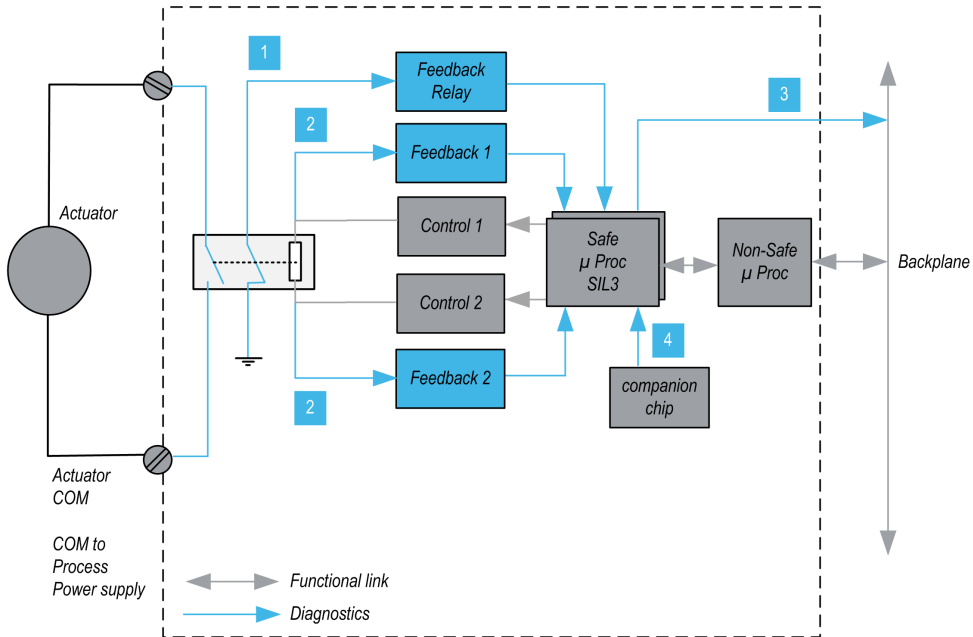 1
Feedback
Relay
3
2
Feedback 1
Actuator
Control 1
Safe
µ Proc
SIL3
Non-Safe
µ Proc
Backplane
Control 2
4
Feedback 2
2
companion
chip
Actuator
COM
COM to
Process
Power supply
Functional link
Diagnostics